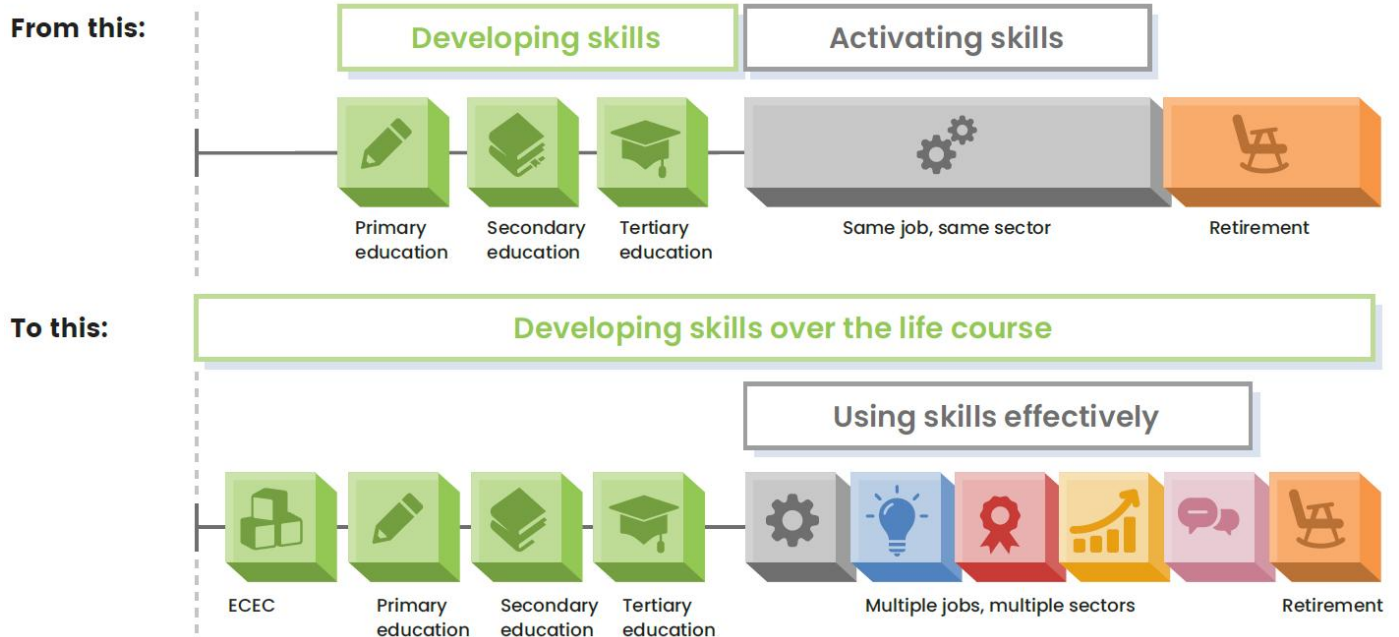 From this:
Developing skills
Activating skills
Primary
education
Secondary
education
Tertiary
education
Same job, same sector
Retirement
To this:
Developing skills over the life course
Using skills effectively
ECEC
Primary
education
Secondary
education
Tertiary
education
Multiple jobs, multiple sectors
Retirement